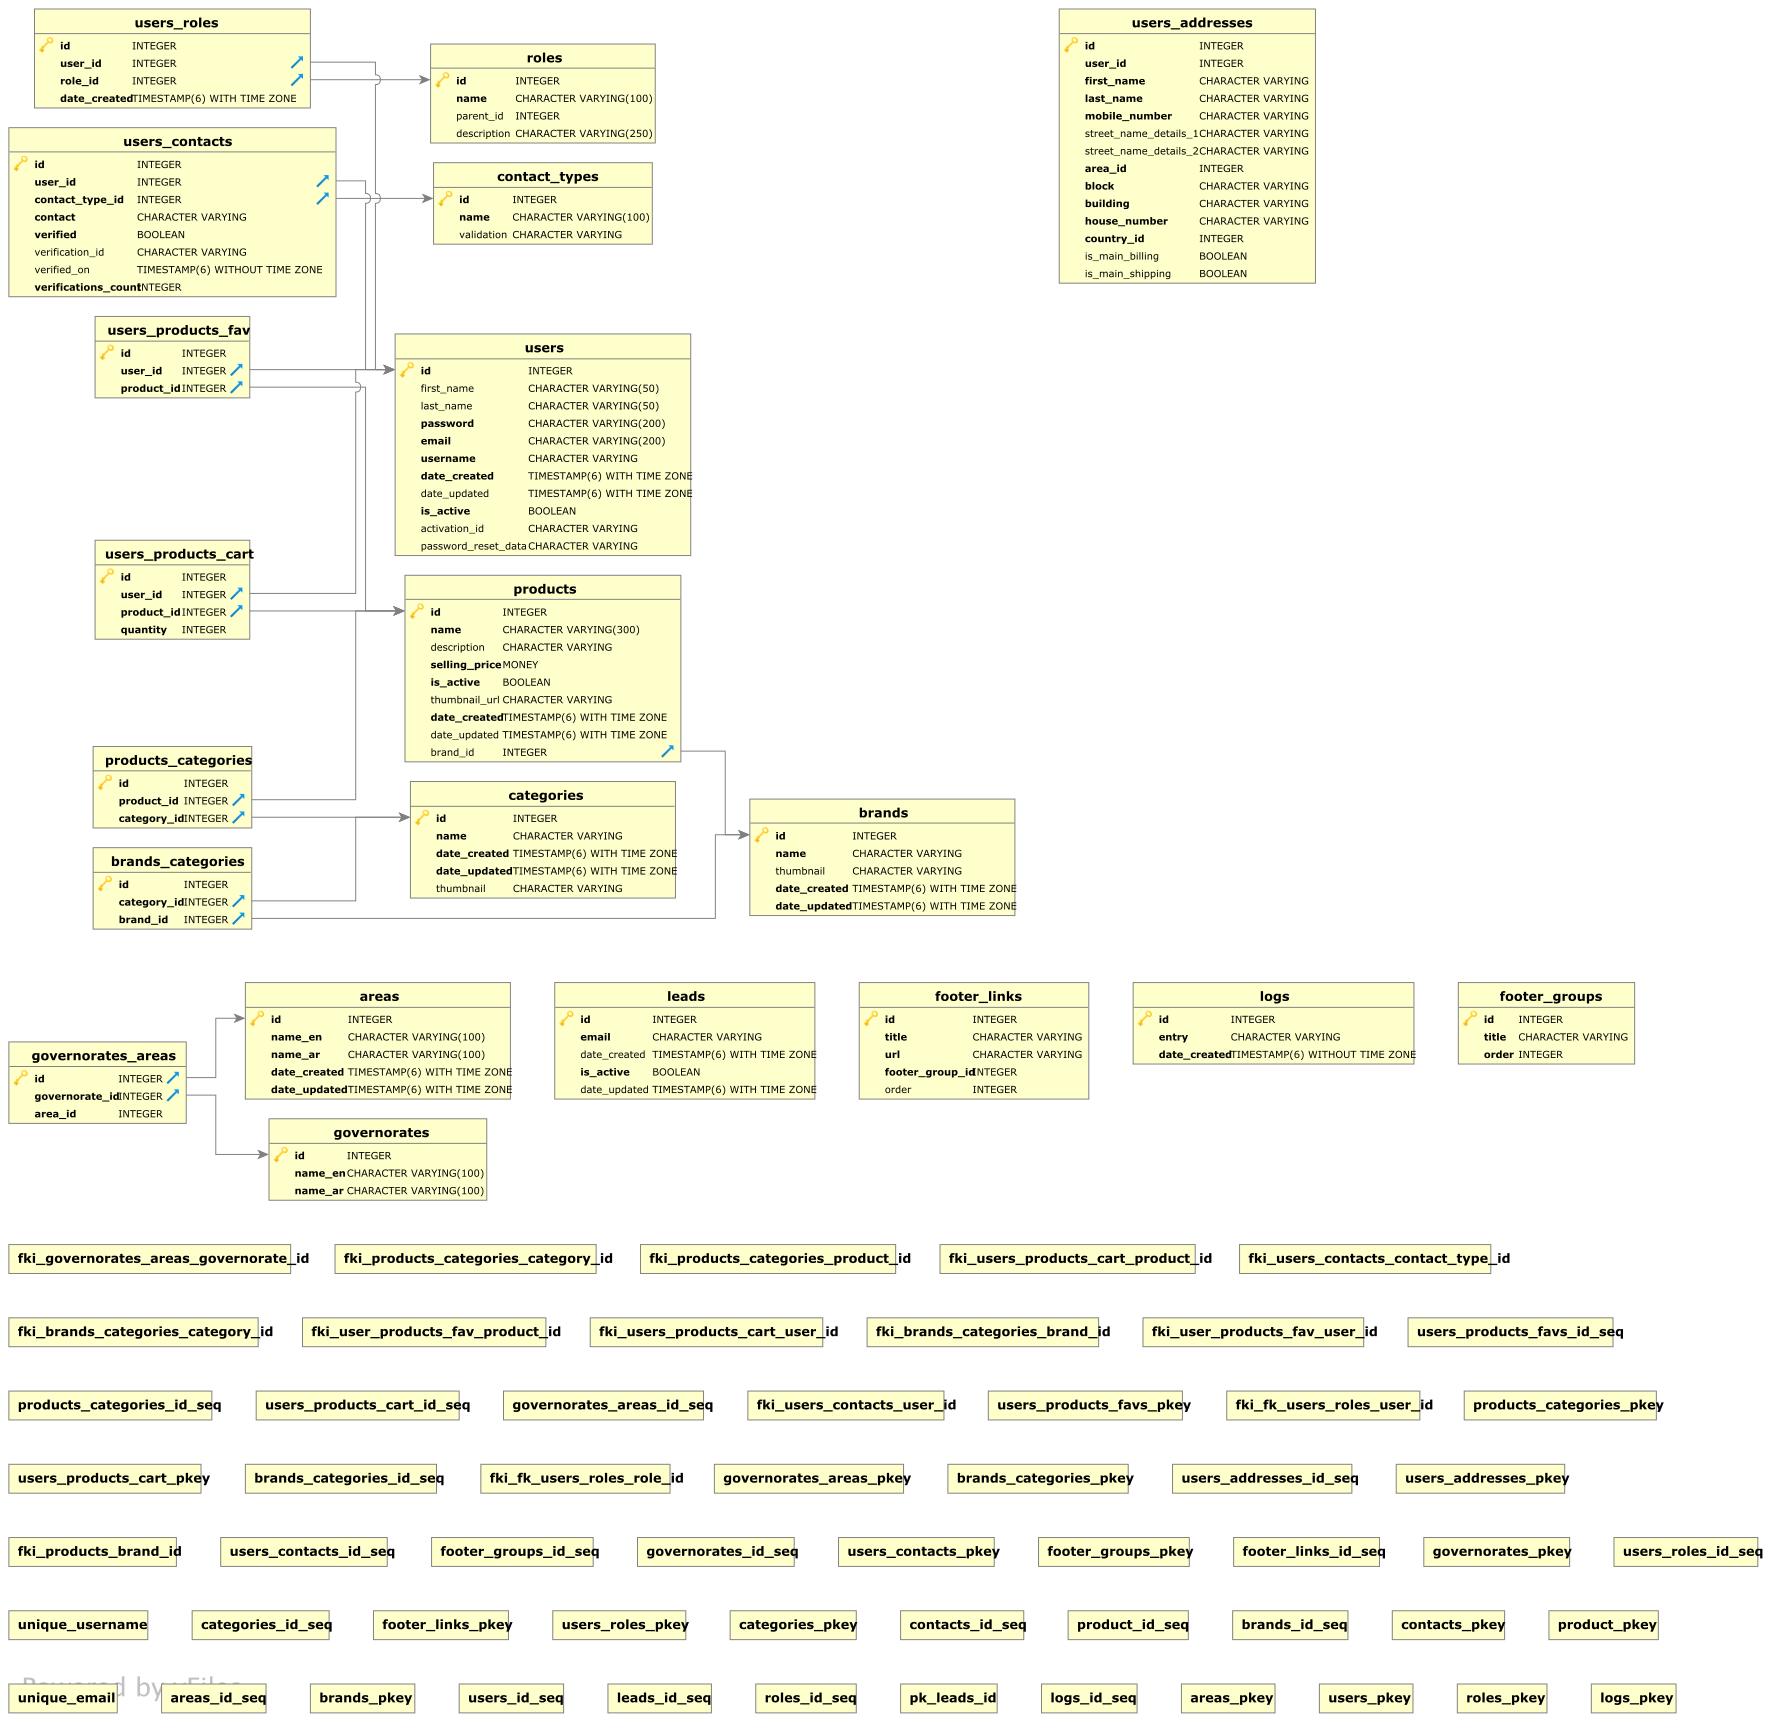 users_roles
id INTEGER
user_id INTEGER
role_id INTEGER
date_created TIMESTAMP(6) WITH TIME ZONE
roles
id INTEGER
name CHARACTER VARYING(100)
parent_id INTEGER
description CHARACTER VARYING(250)
users_addresses
id INTEGER
user_id INTEGER
first_name CHARACTER VARYING
last_name CHARACTER VARYING
mobile_number CHARACTER VARYING
street_name_details_1 CHARACTER VARYING
street_name_details_2 CHARACTER VARYING
area_id INTEGER
block CHARACTER VARYING
building CHARACTER VARYING
house_number CHARACTER VARYING
country_id INTEGER
is_main_billing BOOLEAN
is_main_shipping BOOLEAN
users_contacts
id INTEGER
user_id INTEGER
contact_type_id INTEGER
contact CHARACTER VARYING
verified BOOLEAN
verification_id CHARACTER VARYING
verified_on TIMESTAMP(6) WITHOUT TIME ZONE
verifications_count INTEGER
contact_types
id INTEGER
name CHARACTER VARYING(100)
validation CHARACTER VARYING
users_products_fav
id INTEGER
user_id INTEGER
product_id INTEGER
users
id INTEGER
first_name CHARACTER VARYING(50)
last_name CHARACTER VARYING(50)
password CHARACTER VARYING(200)
email CHARACTER VARYING(200)
username CHARACTER VARYING
date_created TIMESTAMP(6) WITH TIME ZONE
date_updated TIMESTAMP(6) WITH TIME ZONE
is_active BOOLEAN
activation_id CHARACTER VARYING
password_reset_data CHARACTER VARYING
users_products_cart
id INTEGER
user_id INTEGER
product_id INTEGER
quantity INTEGER
products
id INTEGER
name CHARACTER VARYING(300)
description CHARACTER VARYING
selling_price MONEY
is_active BOOLEAN
thumbnail_url CHARACTER VARYING
date_created TIMESTAMP(6) WITH TIME ZONE
date_updated TIMESTAMP(6) WITH TIME ZONE
brand_id INTEGER
products_categories
id INTEGER
product_id INTEGER
category_id INTEGER
categories
id INTEGER
name CHARACTER VARYING
date_created TIMESTAMP(6) WITH TIME ZONE
date_updated TIMESTAMP(6) WITH TIME ZONE
thumbnail CHARACTER VARYING
brands
id INTEGER
name CHARACTER VARYING
thumbnail CHARACTER VARYING
date_created TIMESTAMP(6) WITH TIME ZONE
date_updated TIMESTAMP(6) WITH TIME ZONE
brands_categories
id INTEGER
category_id INTEGER
brand_id INTEGER
areas
id INTEGER
name_en CHARACTER VARYING(100)
name_ar CHARACTER VARYING(100)
date_created TIMESTAMP(6) WITH TIME ZONE
date_updated TIMESTAMP(6) WITH TIME ZONE
leads
id INTEGER
email CHARACTER VARYING
date_created TIMESTAMP(6) WITH TIME ZONE
is_active BOOLEAN
date_updated TIMESTAMP(6) WITH TIME ZONE
footer_links
id INTEGER
title CHARACTER VARYING
url CHARACTER VARYING
footer_group_id INTEGER
order INTEGER
logs
id INTEGER
entry CHARACTER VARYING
date_created TIMESTAMP(6) WITHOUT TIME ZONE
footer_groups
id INTEGER
title CHARACTER VARYING
order INTEGER
governorates_areas
id INTEGER
governorate_id INTEGER
area_id INTEGER
governorates
id INTEGER
name_en CHARACTER VARYING(100)
name_ar CHARACTER VARYING(100)
fki_governorates_areas_governorate_id fki_products_categories_category_id fki_products_categories_product_id fki_users_products_cart_product_id fki_users_contacts_contact_type_id
fki_brands_categories_category_id fki_user_products_fav_product_id fki_users_products_cart_user_id fki_brands_categories_brand_id fki_user_products_fav_user_id users_products_favs_id_seq
products_categories_id_seq users_products_cart_id_seq governorates_areas_id_seq fki_users_contacts_user_id users_products_favs_pkey fki_fk_users_roles_user_id products_categories_pkey
users_products_cart_pkey brands_categories_id_seq fki_fk_users_roles_role_id governorates_areas_pkey brands_categories_pkey users_addresses_id_seq users_addresses_pkey
fki_products_brand_id users_contacts_id_seq footer_groups_id_seq governorates_id_seq users_contacts_pkey footer_groups_pkey footer_links_id_seq governorates_pkey users_roles_id_seq
unique_username categories_id_seq footer_links_pkey users_roles_pkey categories_pkey contacts_id_seq product_id_seq brands_id_seq contacts_pkey product_pkey
Powered by yFiles
unique_email areas_id_seq brands_pkey users_id_seq leads_id_seq roles_id_seq pk_leads_id logs_id_seq areas_pkey users_pkey roles_pkey logs_pkey